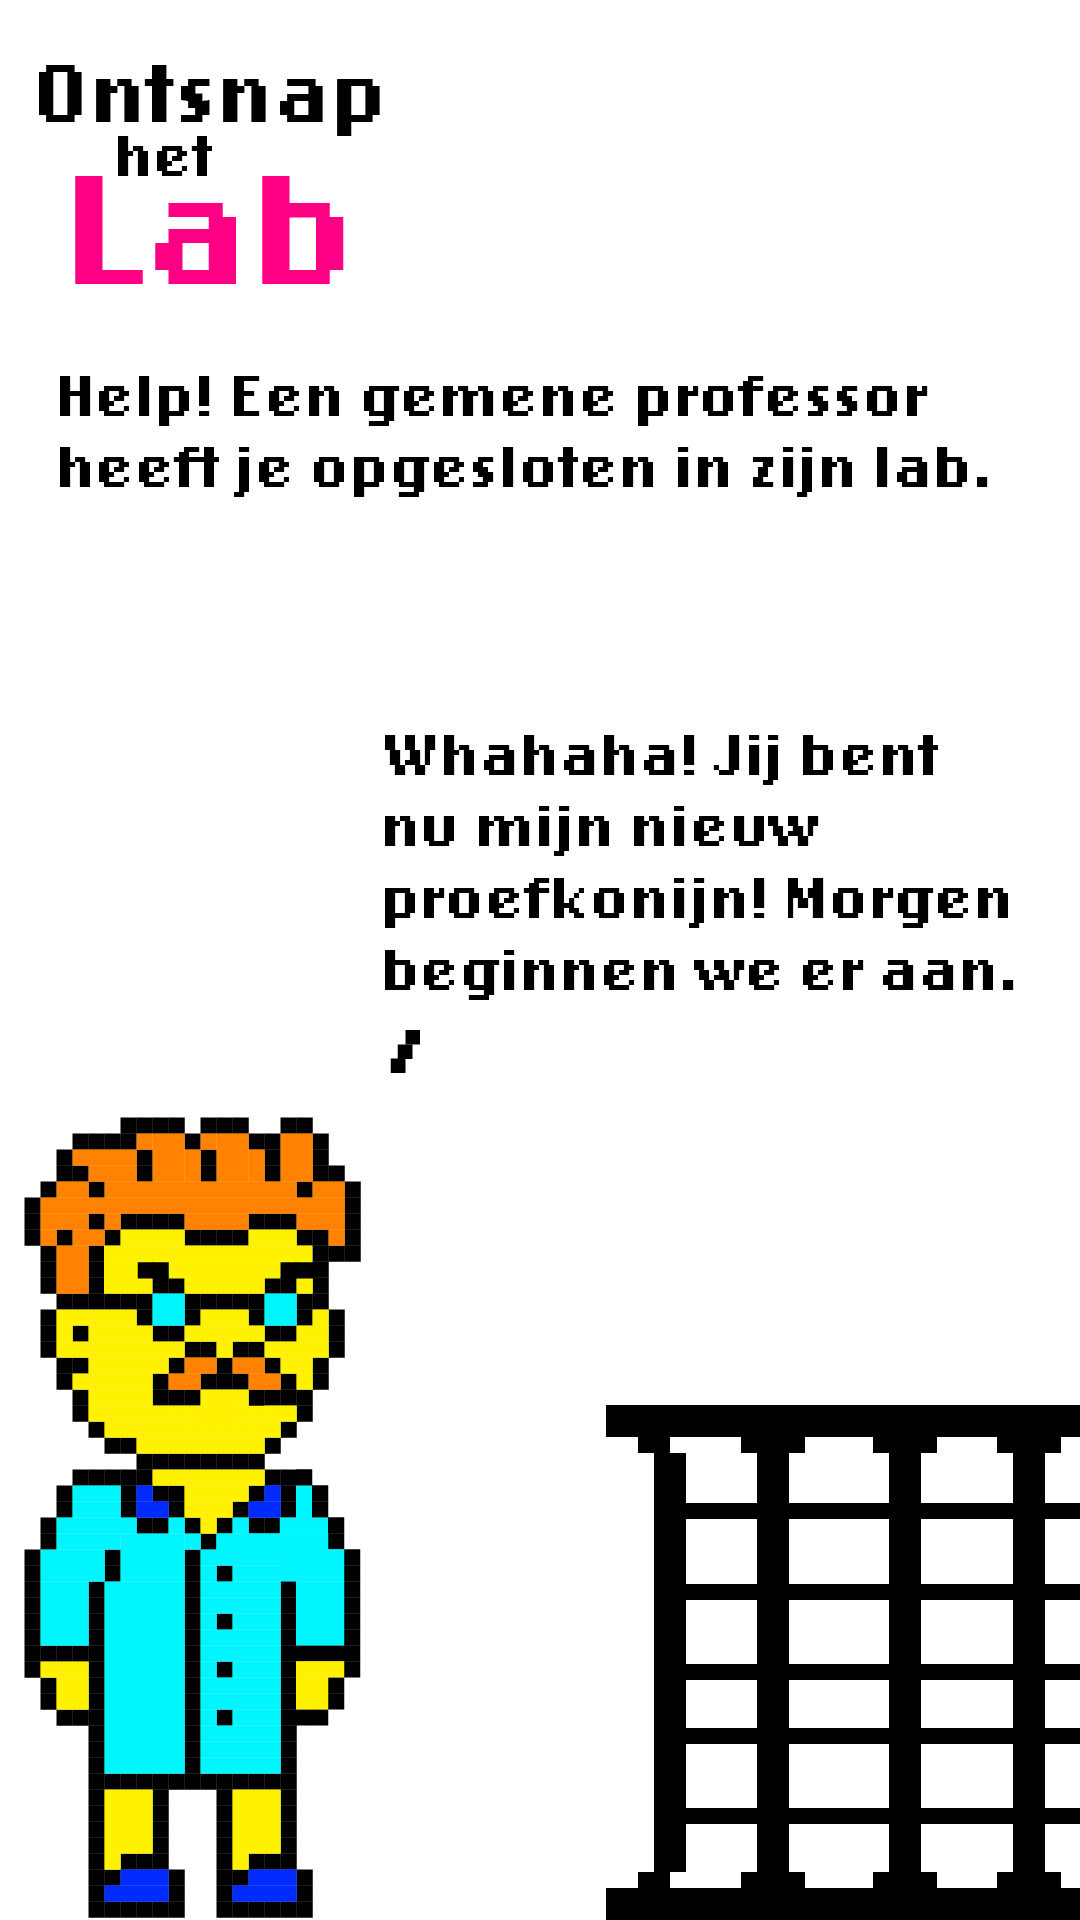 Ontsnap
het
Lab
Help! Een gemene professor
heeft je opgesloten in zijn lab.
Whahaha! Jij bent
nu mijn nieuw
proefkonijn! Morgen
beginnen we er aan.